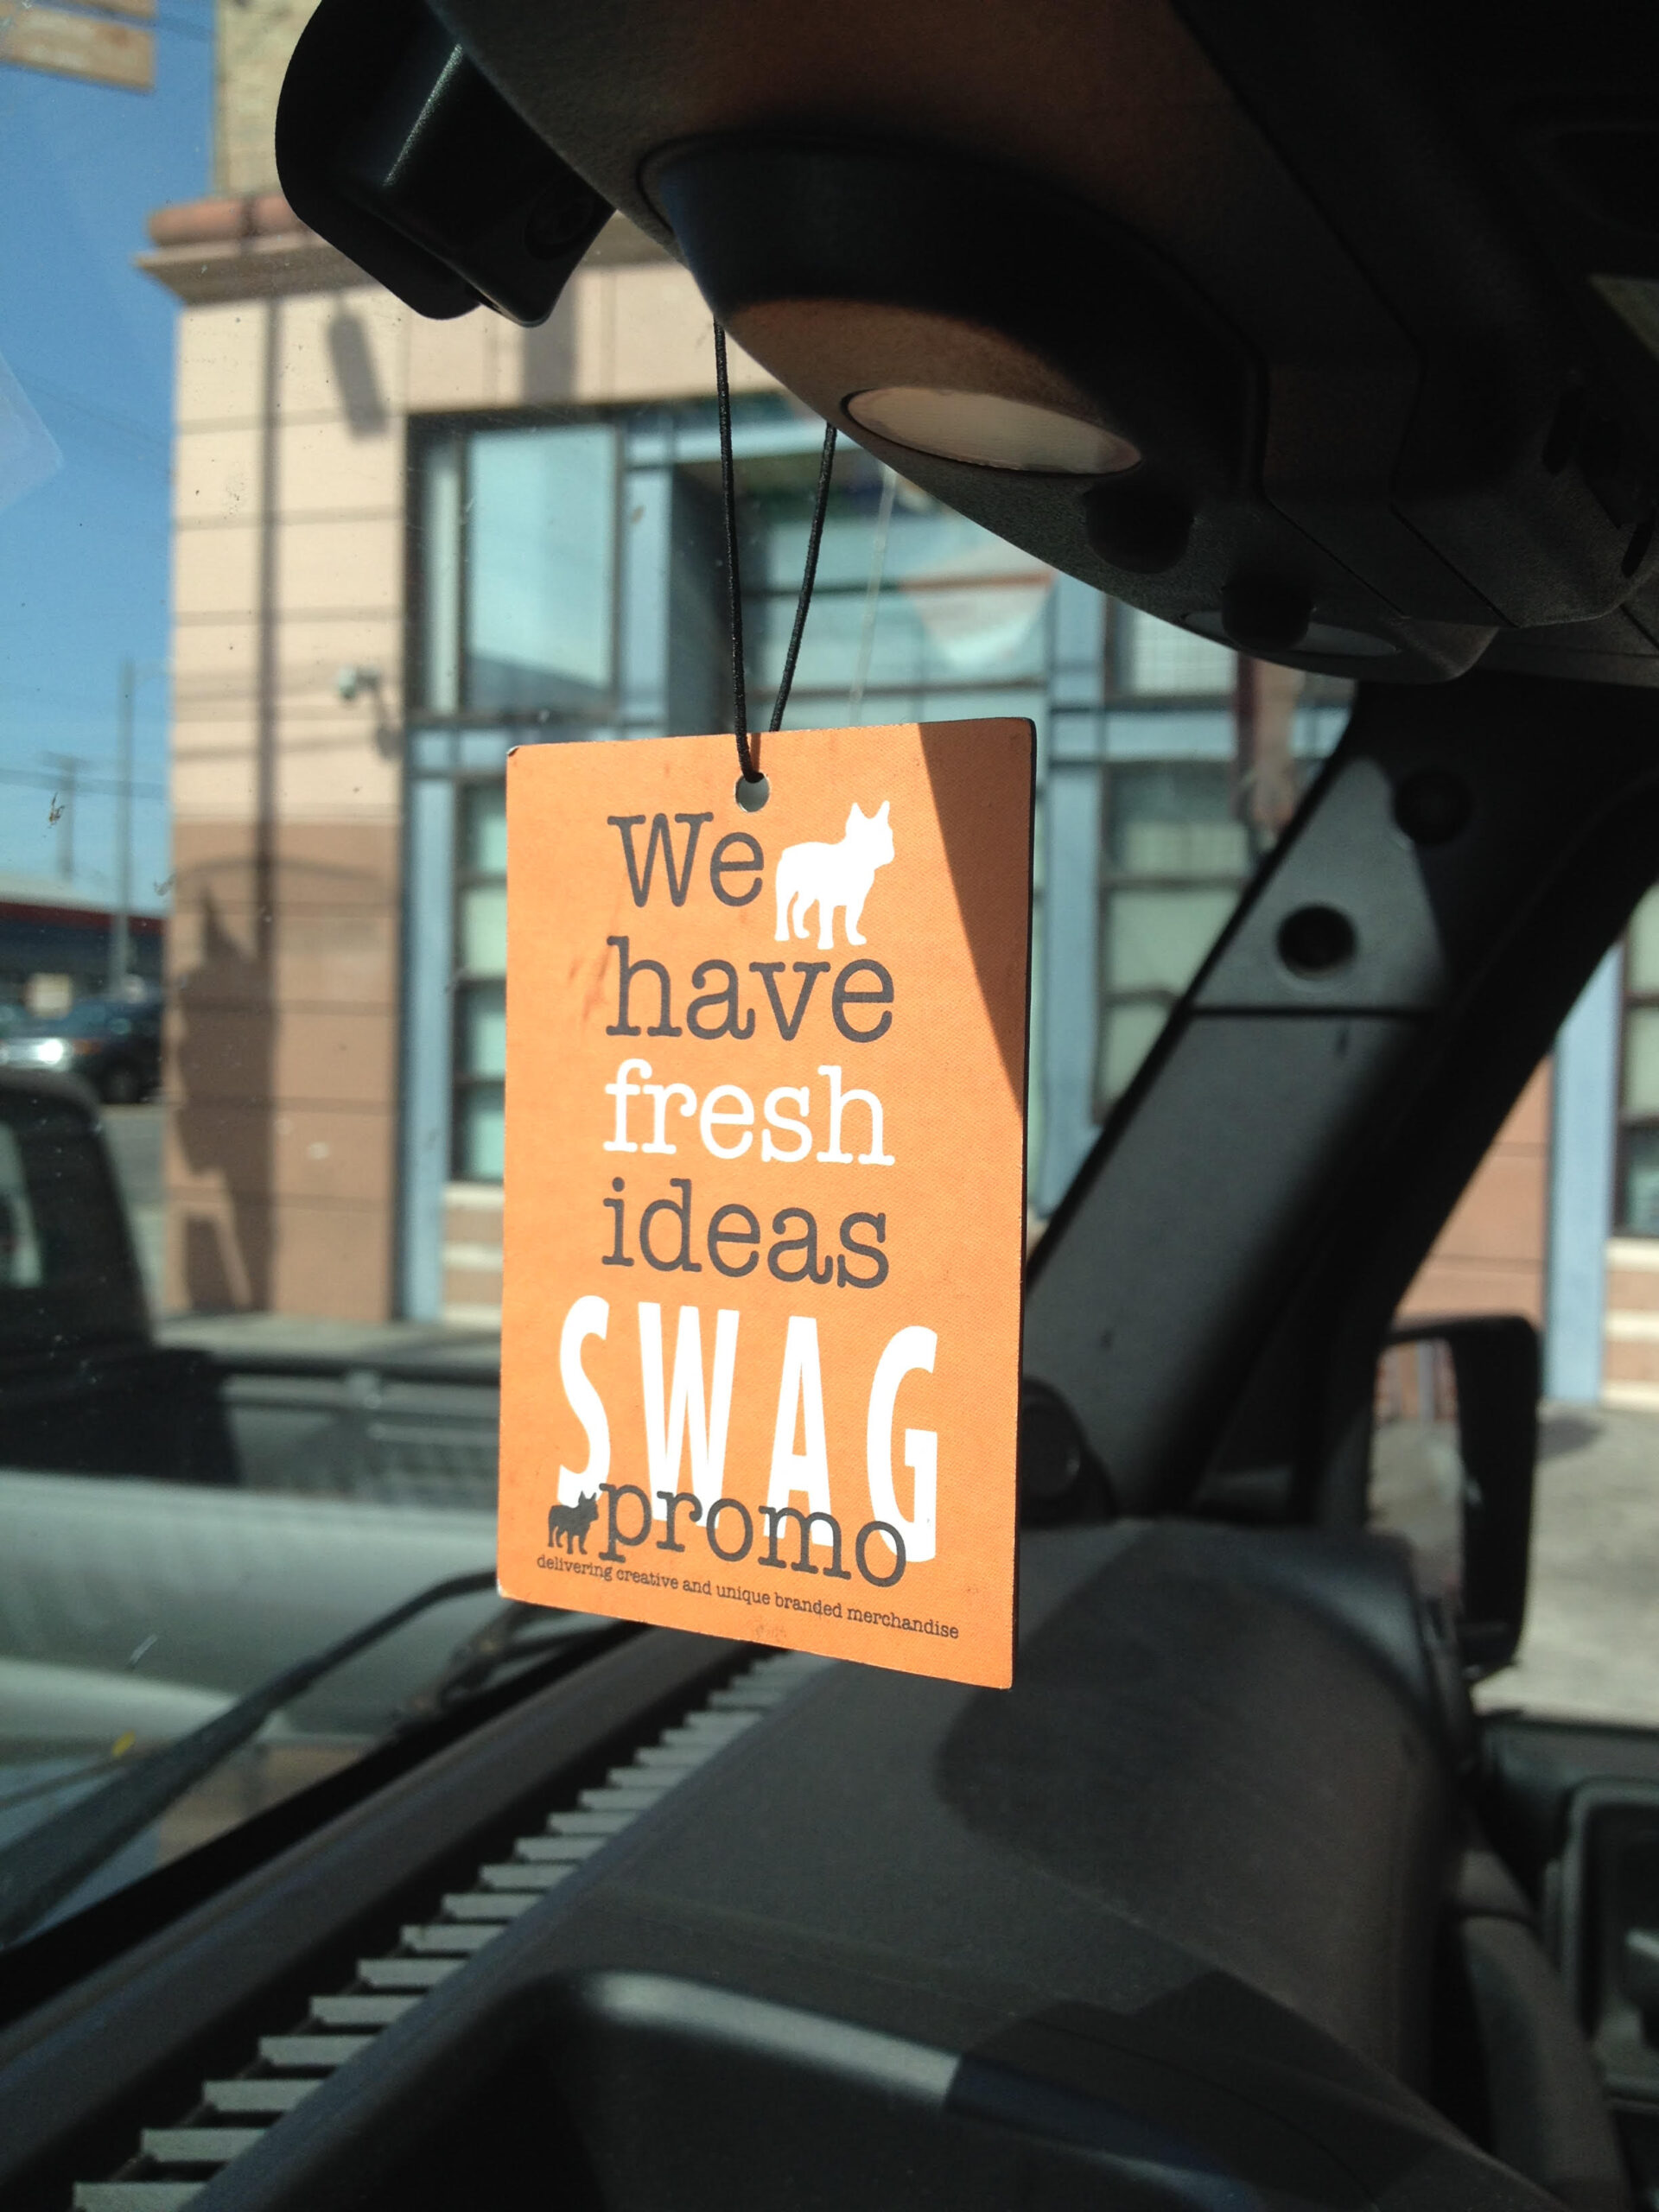 We
have
fresh
ideas
SWAG
promo
delivering creative and unique branded merchandise